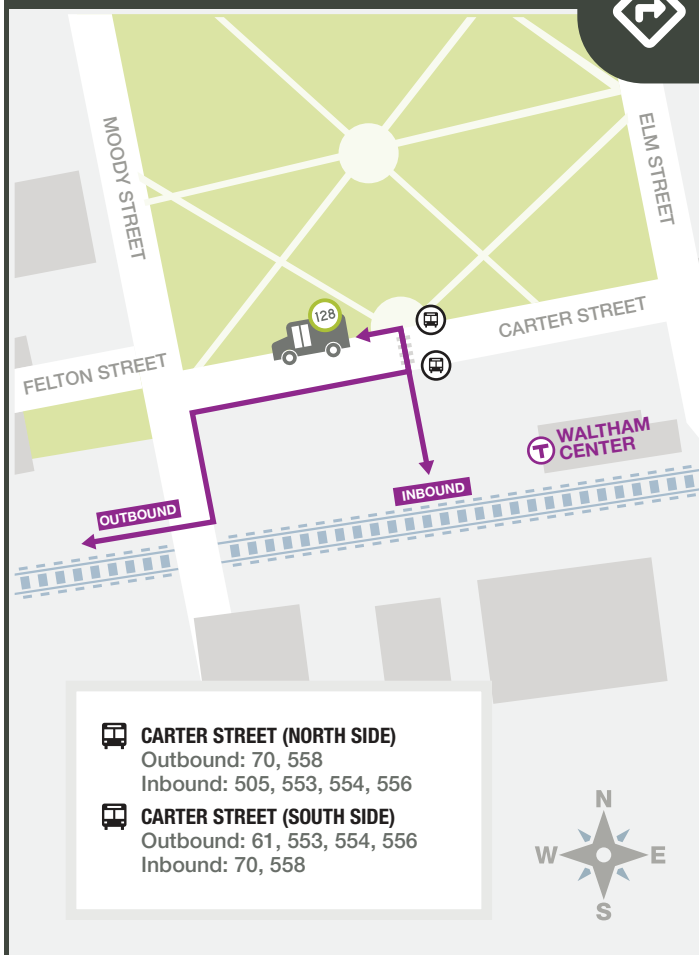 MOODY STREET
ELM STREET
128
CARTER STREET
FELTON STREET
T WALTHAM
CENTER
INBOUND
OUTBOUND
CARTER STREET (NORTH SIDE)
Outbound: 70, 558
Inbound: 505, 553, 554, 556
CARTER STREET (SOUTH SIDE)
Outbound: 61, 553, 554, 556
Inbound: 70, 558
N
W E
S